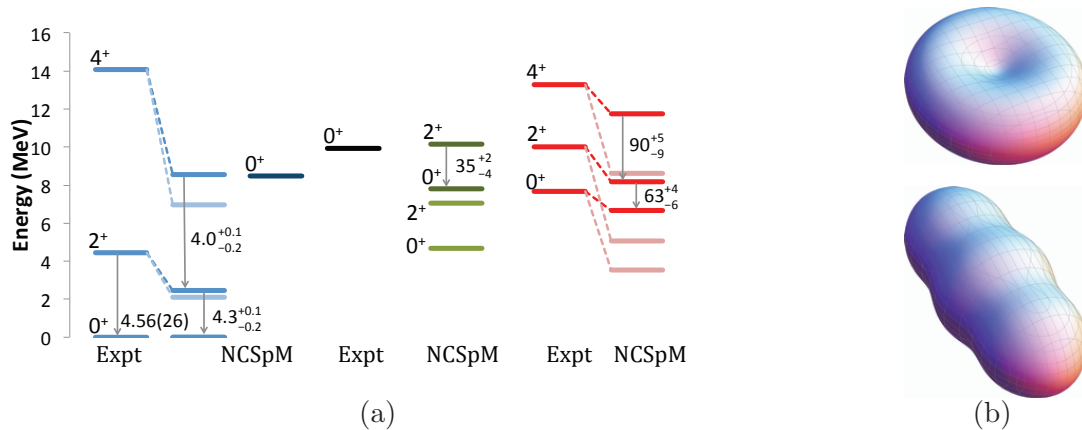 Energy (MeV)
16
14
12
10
8
6
4
2
0
4⁺
2⁺
0⁺
4.56(26)
4.0 +0.1 −0.2
4.3 +0.1 −0.2
0⁺
0⁺
2⁺
35 +2 −4
0⁺
2⁺
0⁺
4⁺
2⁺
0⁺
90 +5 −9
63 +4 −6
Expt NCSpM Expt NCSpM Expt NCSpM
(a) (b)